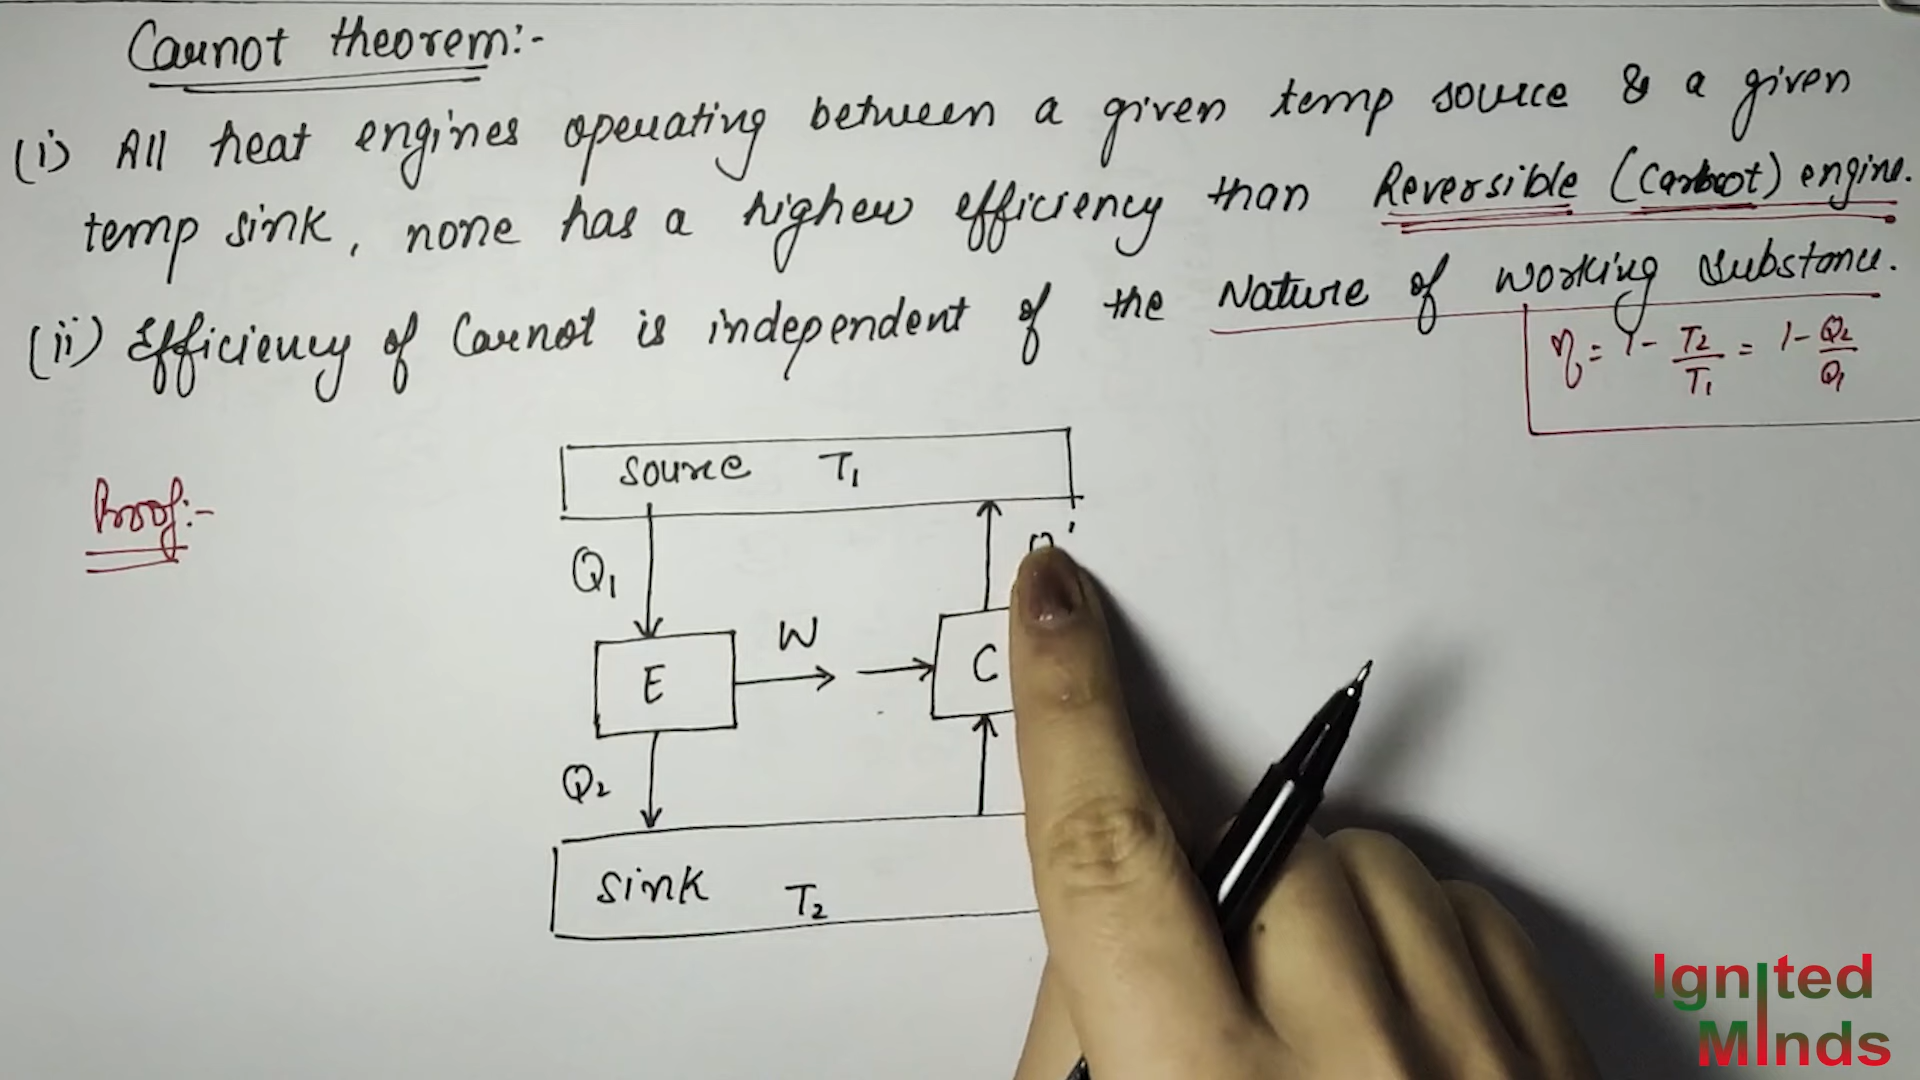 Carnot theorem:-
(i) All heat engines operating between a given temp source & a given
temp sink, none has a higher efficiency than Reversible (Carnot) engine.
(ii) Efficiency of Carnot is independent of the Nature of working substance.
η = 1 - T₂/T₁ = 1 - Q₂/Q₁
Proof:-
source T₁
Q₁
W
E
C
Q₂
sink T₂
Ignited
Minds